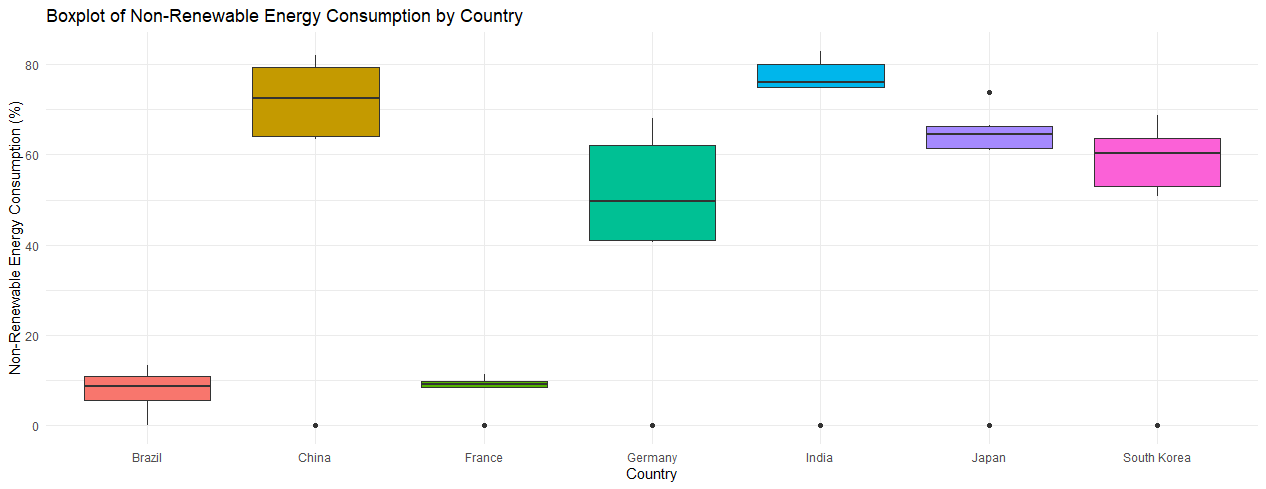 Boxplot of Non-Renewable Energy Consumption by Country
Non-Renewable Energy Consumption (%)
80
60
40
20
0
Brazil
China
France
Germany
India
Japan
South Korea
Country